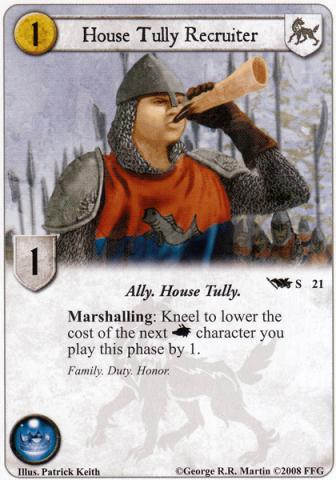 1 House Tully Recruiter
1
S 21
Ally. House Tully.
Marshalling: Kneel to lower the
cost of the next character you
play this phase by 1.
Family. Duty. Honor.
Illus. Patrick Keith ©George R.R. Martin ©2008 FFG